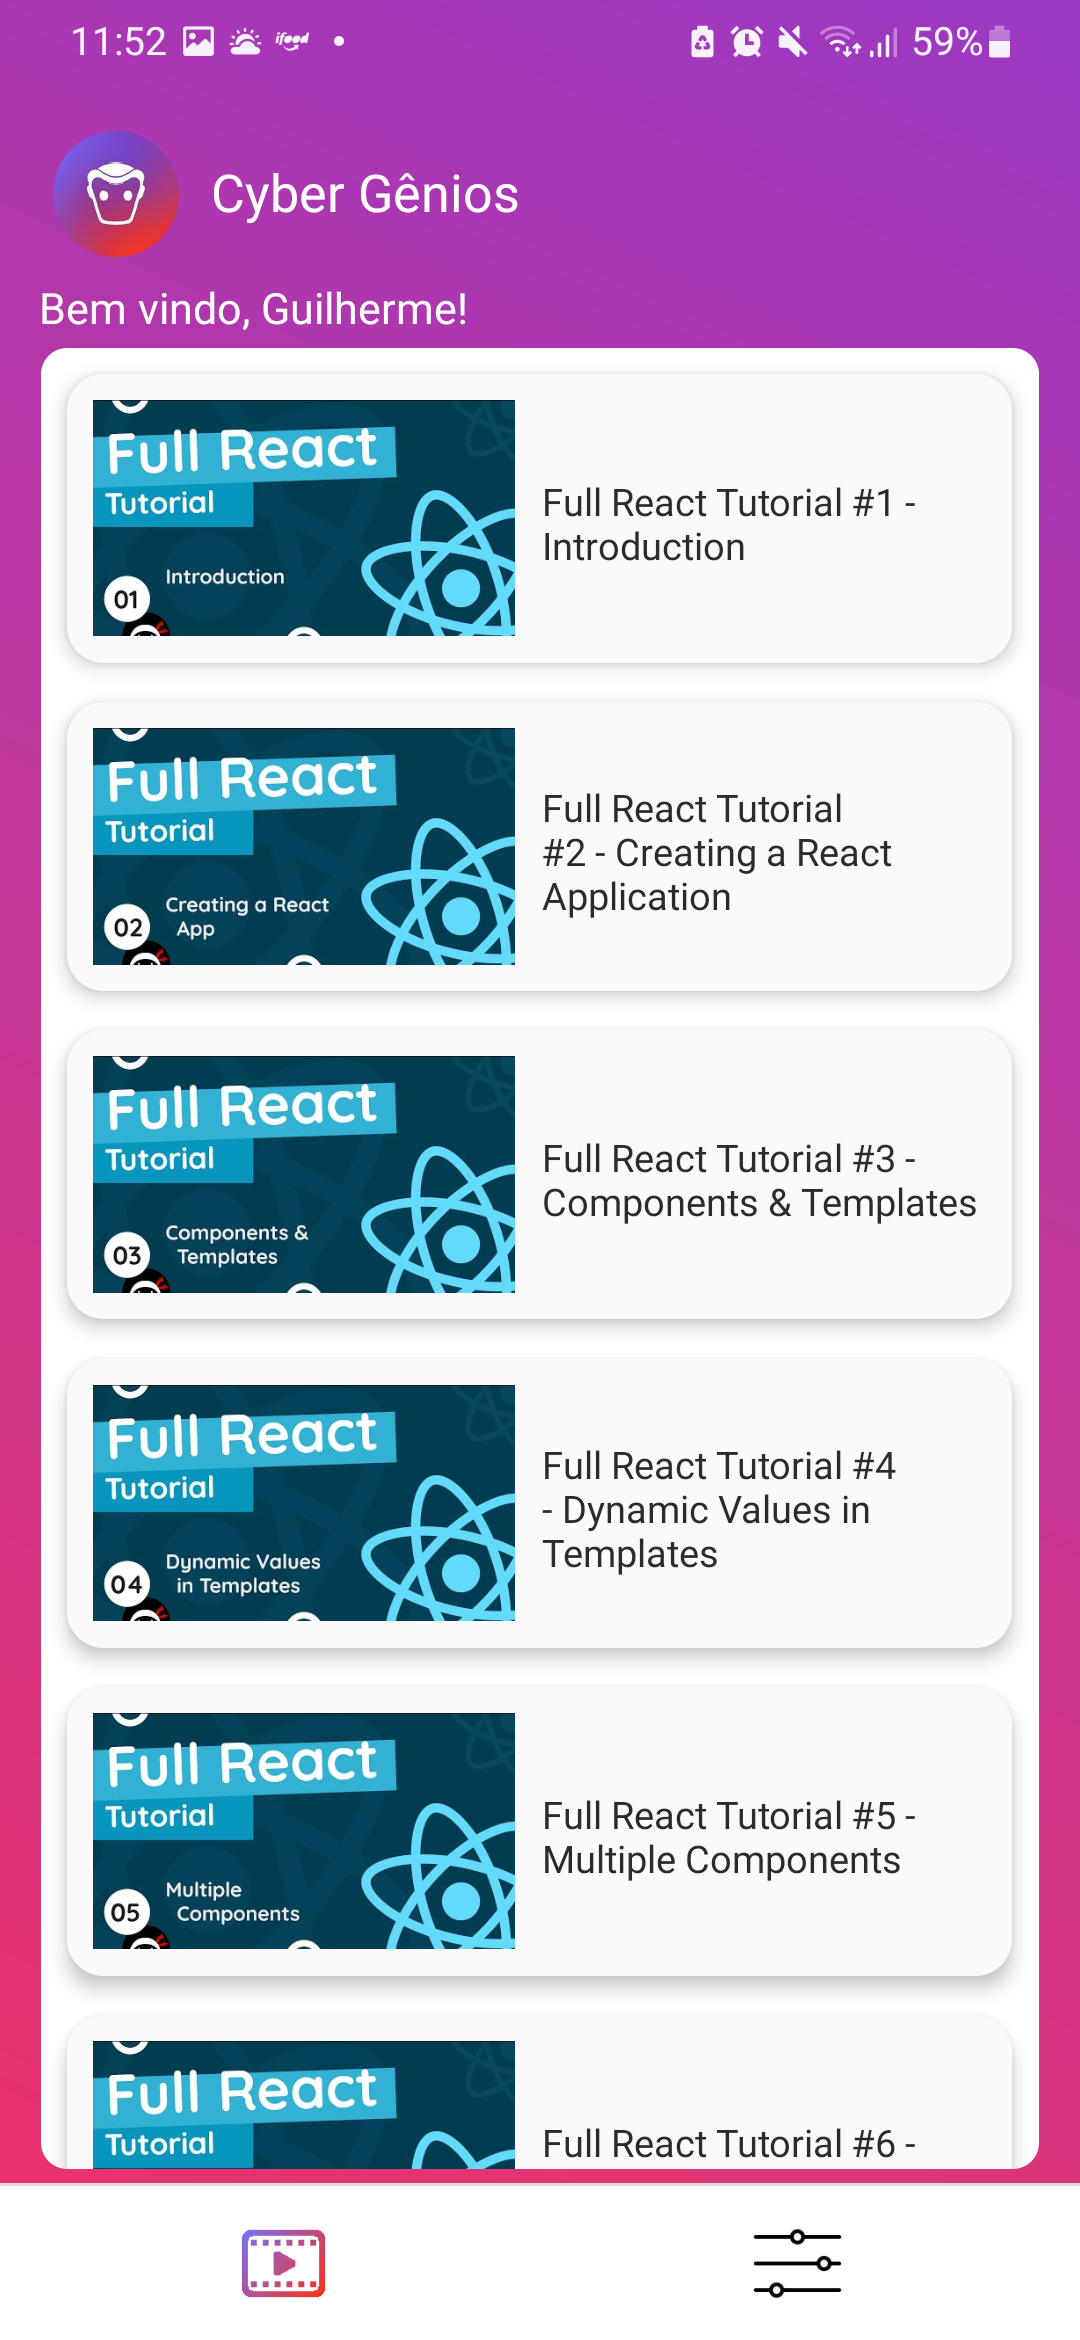 11:52
ifood
59%
Cyber Gênios
Bem vindo, Guilherme!
Full React
Tutorial
Introduction
01
Full React Tutorial #1 -
Introduction
Full React
Tutorial
Creating a React
App
02
Full React Tutorial
#2 - Creating a React
Application
Full React
Tutorial
Components &
Templates
03
Full React Tutorial #3 -
Components & Templates
Full React
Tutorial
Dynamic Values
in Templates
04
Full React Tutorial #4
- Dynamic Values in
Templates
Full React
Tutorial
Multiple
Components
05
Full React Tutorial #5 -
Multiple Components
Full React
Tutorial
Full React Tutorial #6 -